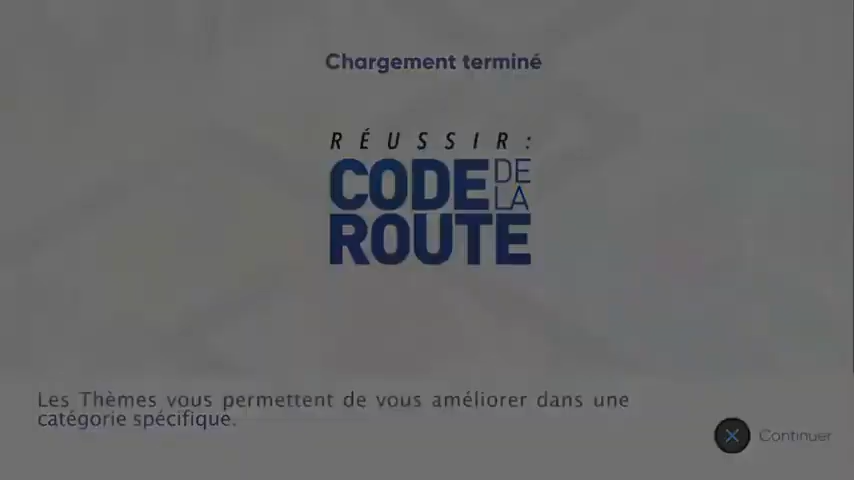 Chargement terminé
RÉUSSIR :
CODE DE LA
ROUTE
Les Thèmes vous permettent de vous améliorer dans une
catégorie spécifique.
Continuer